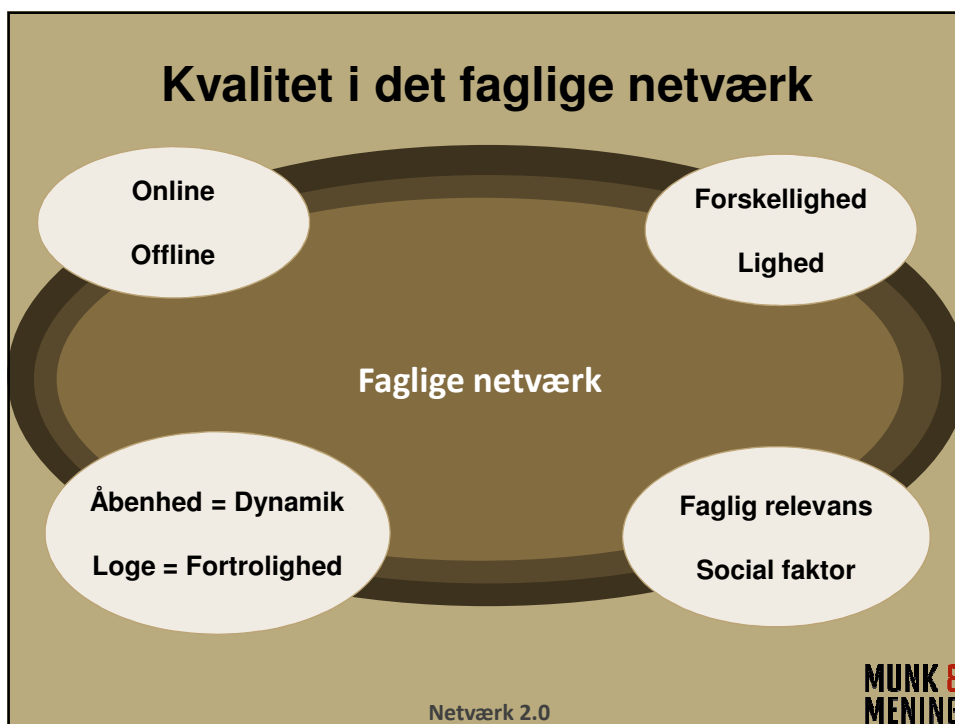 Kvalitet i det faglige netværk
Online
Offline
Forskellighed
Lighed
Faglige netværk
Åbenhed = Dynamik
Loge = Fortrolighed
Faglig relevans
Social faktor
Netværk 2.0
MUNK &
MENING